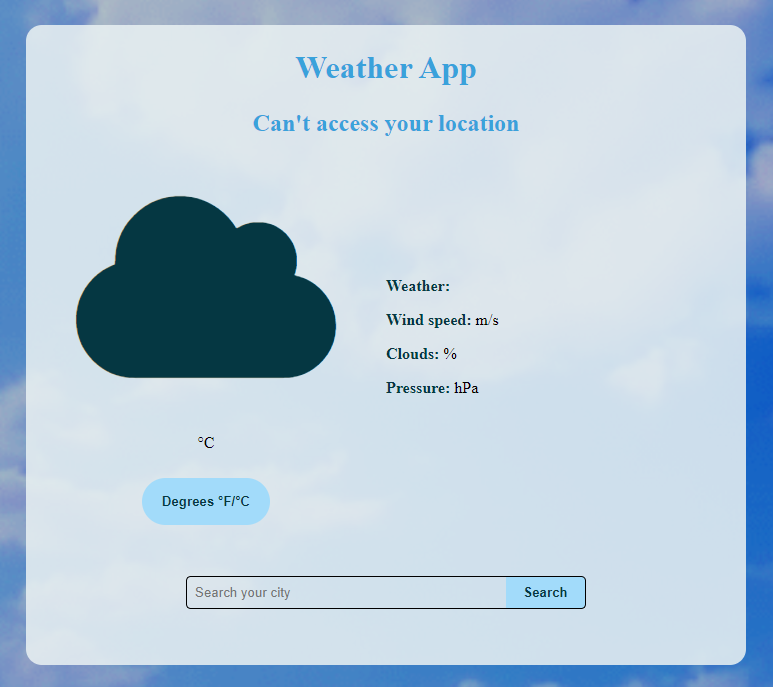 Weather App
Can't access your location
Weather:
Wind speed: m/s
Clouds: %
Pressure: hPa
°C
Degrees °F/°C
Search your city
Search